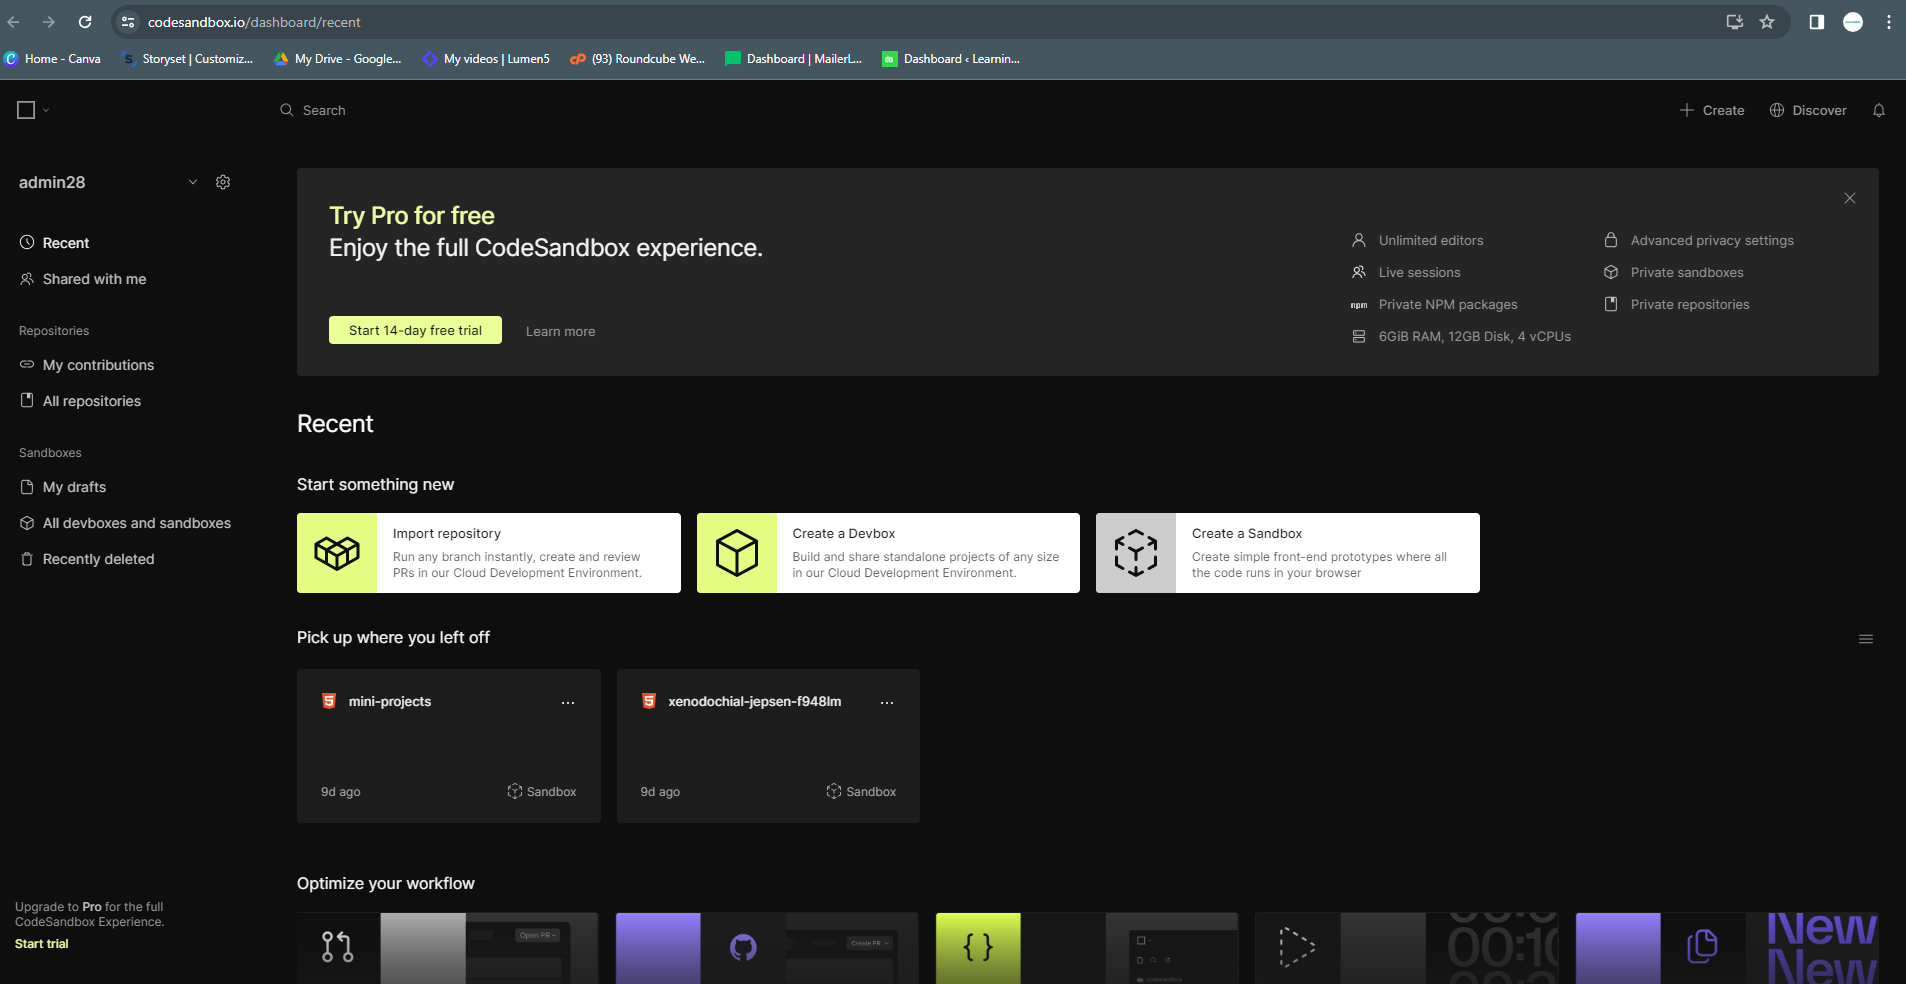 codesandbox.io/dashboard/recent
Home - Canva
Storyset | Customiz...
My Drive - Google...
My videos | Lumen5
(93) Roundcube We...
Dashboard | MailerL...
Dashboard ‹ Learnin...
Search
Create
Discover
admin28
Recent
Shared with me
Repositories
My contributions
All repositories
Sandboxes
My drafts
All devboxes and sandboxes
Recently deleted
Upgrade to Pro for the full
CodeSandbox Experience.
Start trial
Try Pro for free
Enjoy the full CodeSandbox experience.
Start 14-day free trial
Learn more
Unlimited editors
Live sessions
npm Private NPM packages
6GiB RAM, 12GB Disk, 4 vCPUs
Advanced privacy settings
Private sandboxes
Private repositories
Recent
Start something new
Import repository
Run any branch instantly, create and review
PRs in our Cloud Development Environment.
Create a Devbox
Build and share standalone projects of any size
in our Cloud Development Environment.
Create a Sandbox
Create simple front-end prototypes where all
the code runs in your browser
Pick up where you left off
mini-projects
9d ago
Sandbox
xenodochial-jepsen-f948lm
9d ago
Sandbox
Optimize your workflow
Open PR
Create PR
{ }
codesandbox
New
New